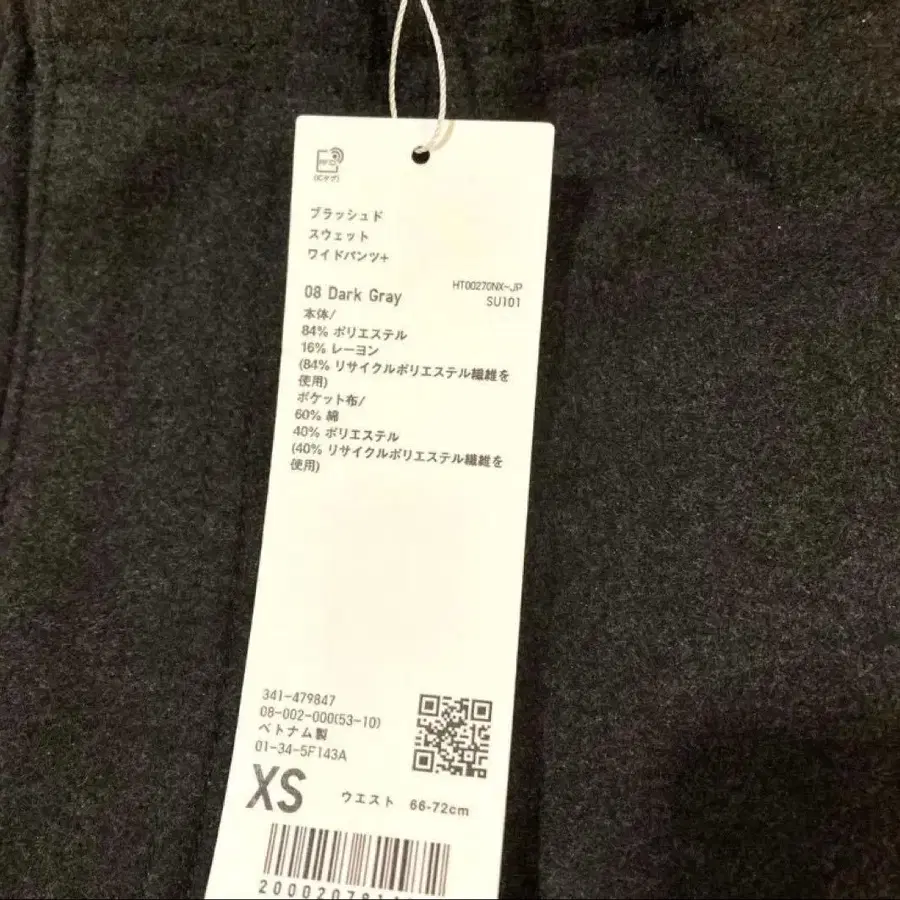 RFID
(ICタグ)
ブラッシュド
スウェット
ワイドパンツ+
08 Dark Gray
HT00270NX-JP
SU101
本体/
84% ポリエステル
16% レーヨン
(84% リサイクルポリエステル繊維を
使用)
ポケット布/
60% 綿
40% ポリエステル
(40% リサイクルポリエステル繊維を
使用)
341-479847
08-002-000(53-10)
ベトナム製
01-34-5F143A
XS
ウエスト 66-72cm